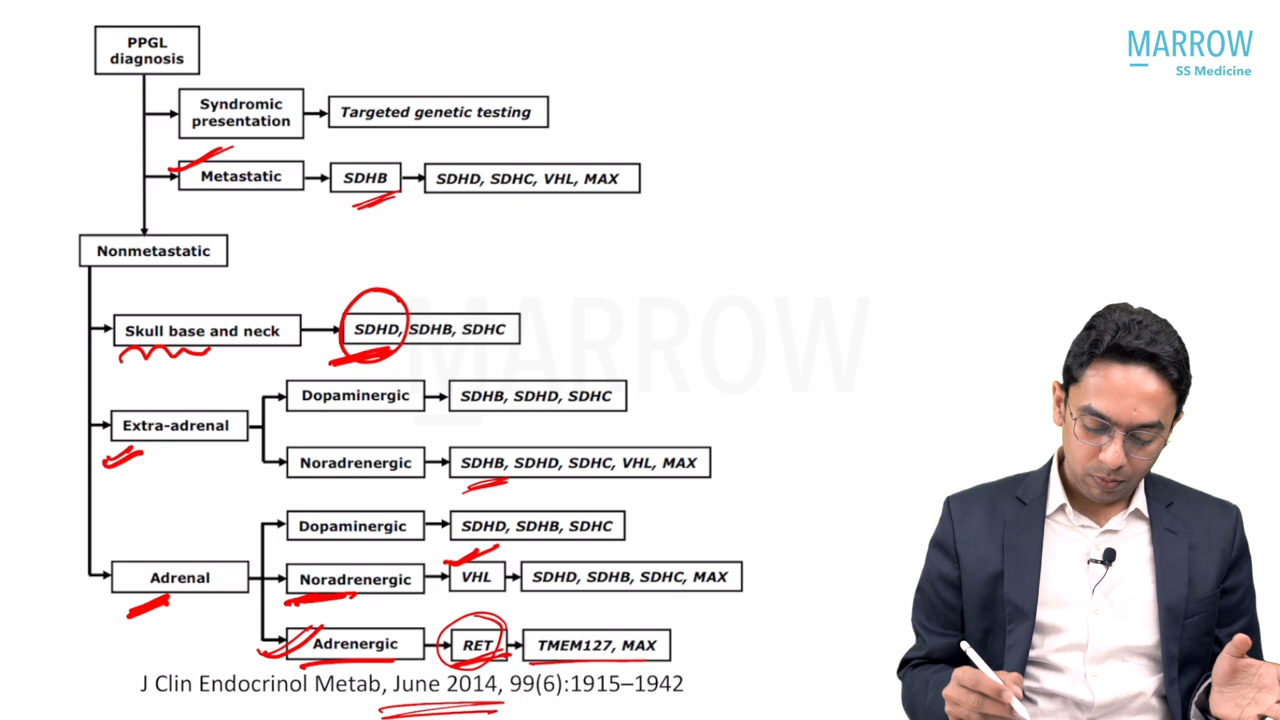 PPGL
diagnosis
Syndromic
presentation
Targeted genetic testing
Metastatic
SDHB
SDHD, SDHC, VHL, MAX
Nonmetastatic
Skull base and neck
SDHD, SDHB, SDHC
Extra-adrenal
Dopaminergic
SDHB, SDHD, SDHC
Noradrenergic
SDHB, SDHD, SDHC, VHL, MAX
Adrenal
Dopaminergic
SDHD, SDHB, SDHC
Noradrenergic
VHL
SDHD, SDHB, SDHC, MAX
Adrenergic
RET
TMEM127, MAX
J Clin Endocrinol Metab, June 2014, 99(6):1915–1942
MARROW
SS Medicine
MARROW